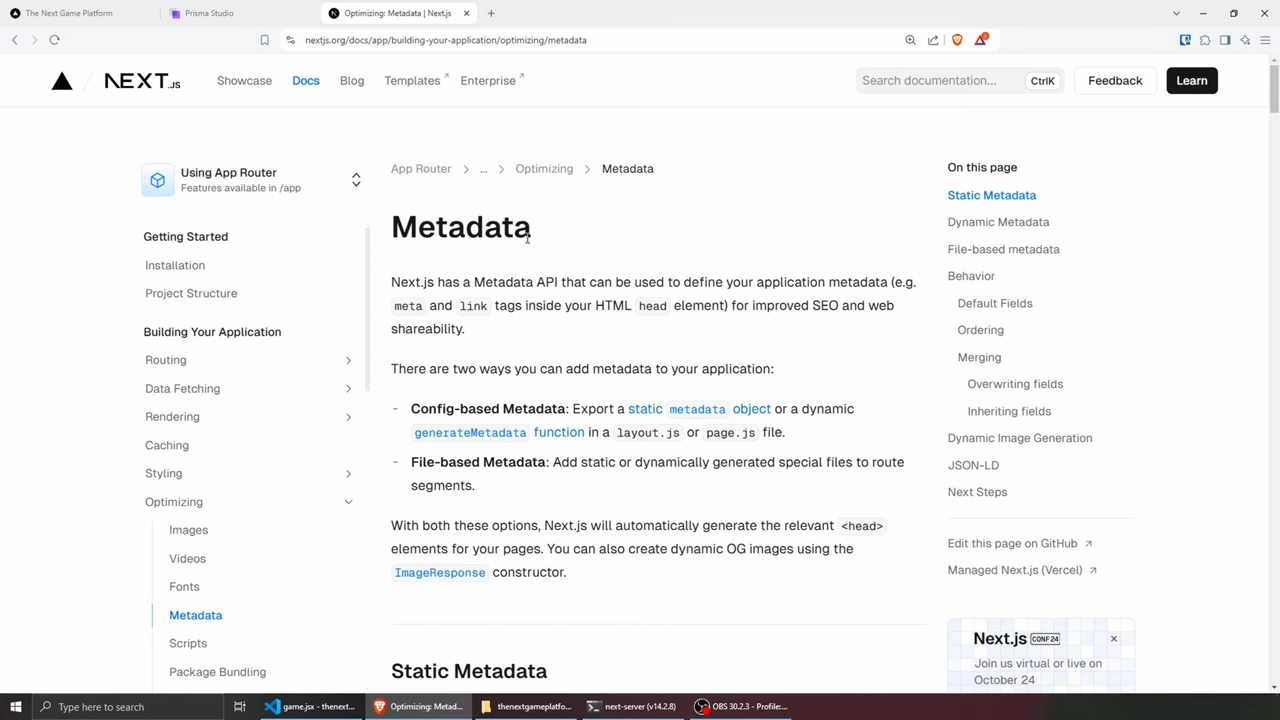 The Next Game Platform
Prisma Studio
Optimizing: Metadata | Next.js
nextjs.org/docs/app/building-your-application/optimizing/metadata
NEXT.JS
Showcase
Docs
Blog
Templates
Enterprise
Search documentation...
CtrlK
Feedback
Learn
Using App Router
Features available in /app
Getting Started
Installation
Project Structure
Building Your Application
Routing
Data Fetching
Rendering
Caching
Styling
Optimizing
Images
Videos
Fonts
Metadata
Scripts
Package Bundling
App Router
...
Optimizing
Metadata
Metadata
Next.js has a Metadata API that can be used to define your application metadata (e.g.
meta and link tags inside your HTML head element) for improved SEO and web
shareability.
There are two ways you can add metadata to your application:
- Config-based Metadata: Export a static metadata object or a dynamic
generateMetadata function in a layout.js or page.js file.
- File-based Metadata: Add static or dynamically generated special files to route
segments.
With both these options, Next.js will automatically generate the relevant <head>
elements for your pages. You can also create dynamic OG images using the
ImageResponse constructor.
Static Metadata
On this page
Static Metadata
Dynamic Metadata
File-based metadata
Behavior
Default Fields
Ordering
Merging
Overwriting fields
Inheriting fields
Dynamic Image Generation
JSON-LD
Next Steps
Edit this page on GitHub
Managed Next.js (Vercel)
Next.js CONF24
Join us virtual or live on
October 24
Type here to search
game.jsx - thenext...
Optimizing: Metad...
thenextgameplatfo...
next-server (v14.2.8)
OBS 30.2.3 - Profile:...